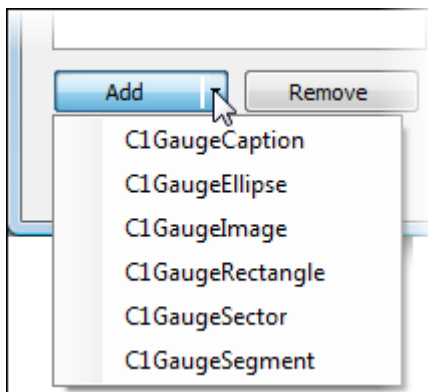 Add Remove
C1GaugeCaption
C1GaugeEllipse
C1GaugeImage
C1GaugeRectangle
C1GaugeSector
C1GaugeSegment